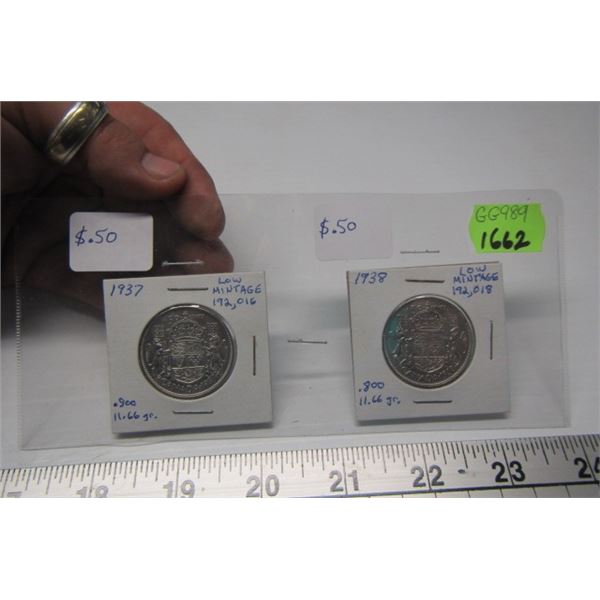 $.50
$.50
GG989
1662
1937
LOW
MINTAGE
192,016
.800
11.66 gr.
1938
LOW
MINTAGE
192,018
.800
11.66 gr.
18 19 20 21 22 23 24